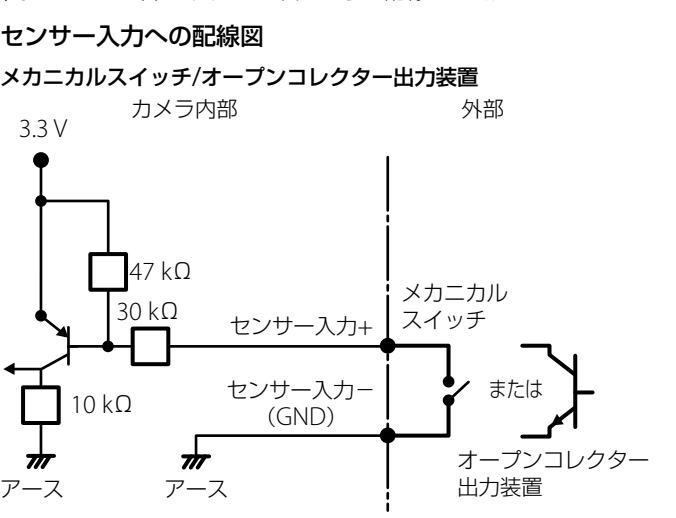 センサー入力への配線図
メカニカルスイッチ/オープンコレクター出力装置
カメラ内部
外部
3.3 V
47 kΩ
30 kΩ
センサー入力+
メカニカル
スイッチ
10 kΩ
センサー入力−
(GND)
または
オープンコレクター
出力装置
アース
アース